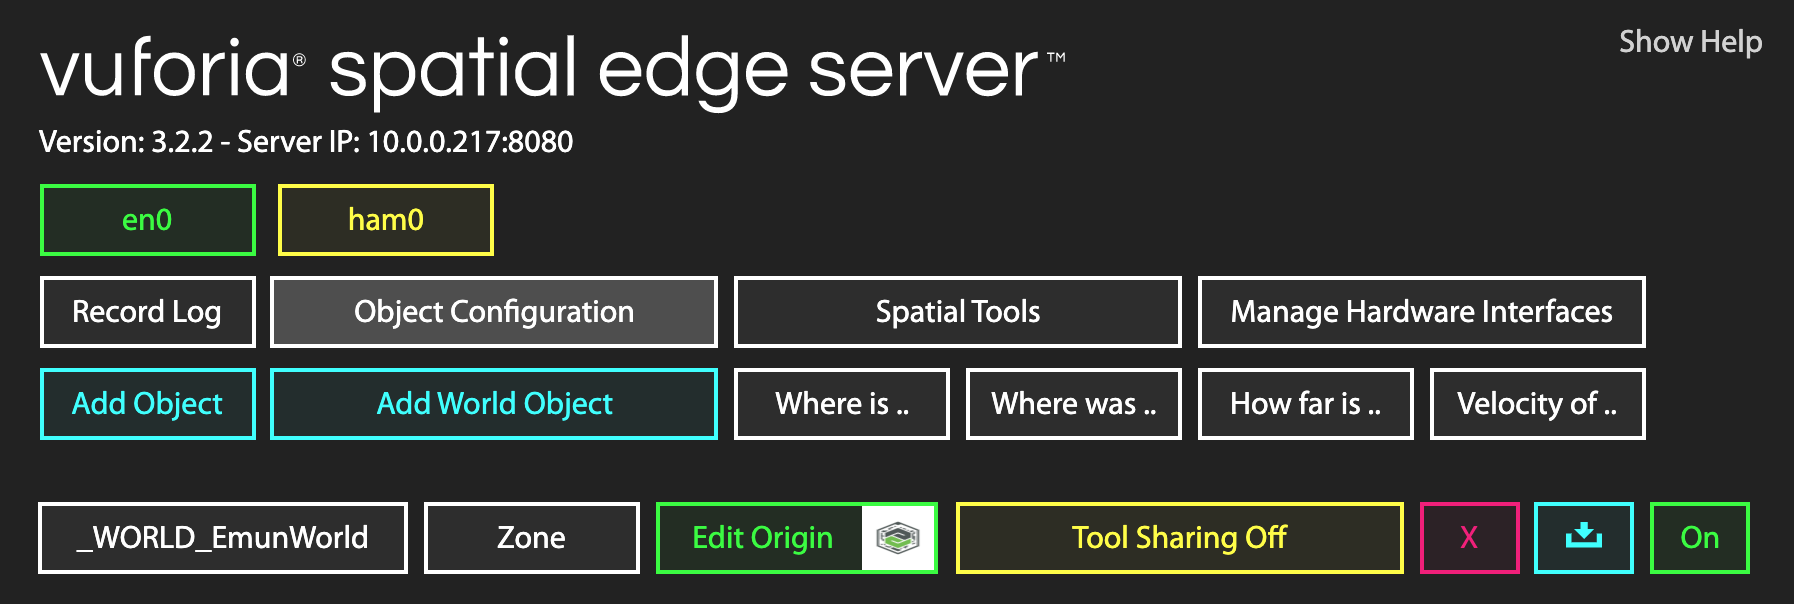 Show Help
vuforia® spatial edge server™
Version: 3.2.2 - Server IP: 10.0.0.217:8080
en0 ham0
Record Log Object Configuration Spatial Tools Manage Hardware Interfaces
Add Object Add World Object Where is .. Where was .. How far is .. Velocity of ..
_WORLD_EmunWorld Zone Edit Origin Tool Sharing Off X On